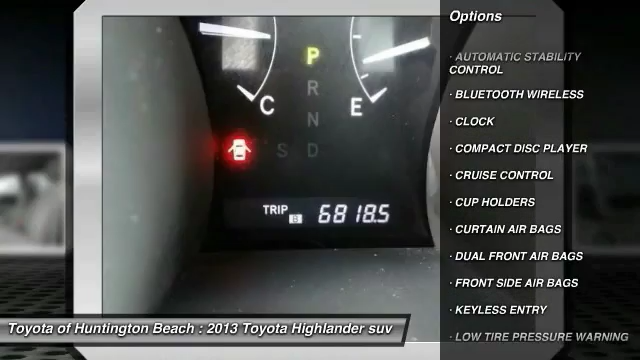 Options
· AUTOMATIC STABILITY
CONTROL
· BLUETOOTH WIRELESS
· CLOCK
· COMPACT DISC PLAYER
· CRUISE CONTROL
· CUP HOLDERS
· CURTAIN AIR BAGS
· DUAL FRONT AIR BAGS
· FRONT SIDE AIR BAGS
· KEYLESS ENTRY
· LOW TIRE PRESSURE WARNING
P
R
N
S D
C
E
TRIP B 6818.5
Toyota of Huntington Beach : 2013 Toyota Highlander suv